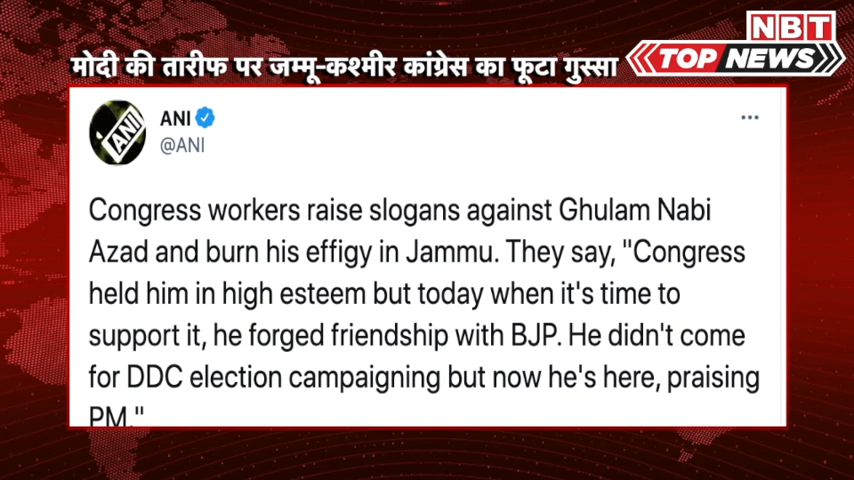 NBT
मोदी की तारीफ पर जम्मू-कश्मीर कांग्रेस का फूटा गुस्सा
TOP NEWS
ANI
ANI
@ANI
Congress workers raise slogans against Ghulam Nabi
Azad and burn his effigy in Jammu. They say, "Congress
held him in high esteem but today when it's time to
support it, he forged friendship with BJP. He didn't come
for DDC election campaigning but now he's here, praising
PM."